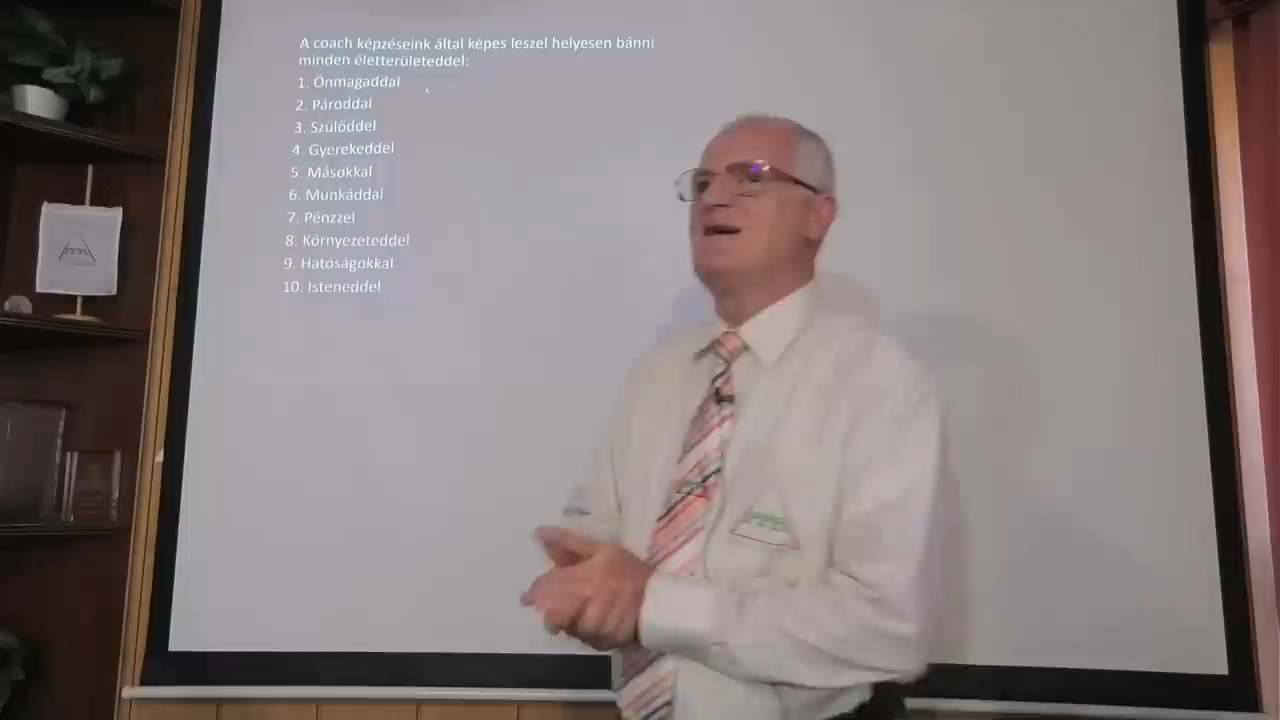 A coach képzéseink által képes leszel helyesen bánni
minden életterületeddel:
1. Önmagaddal
2. Pároddal
3. Szülőddel
4. Gyerekeddel
5. Másokkal
6. Munkáddal
7. Pénzzel
8. Környezeteddel
9. Hatóságokkal
10. Isteneddel